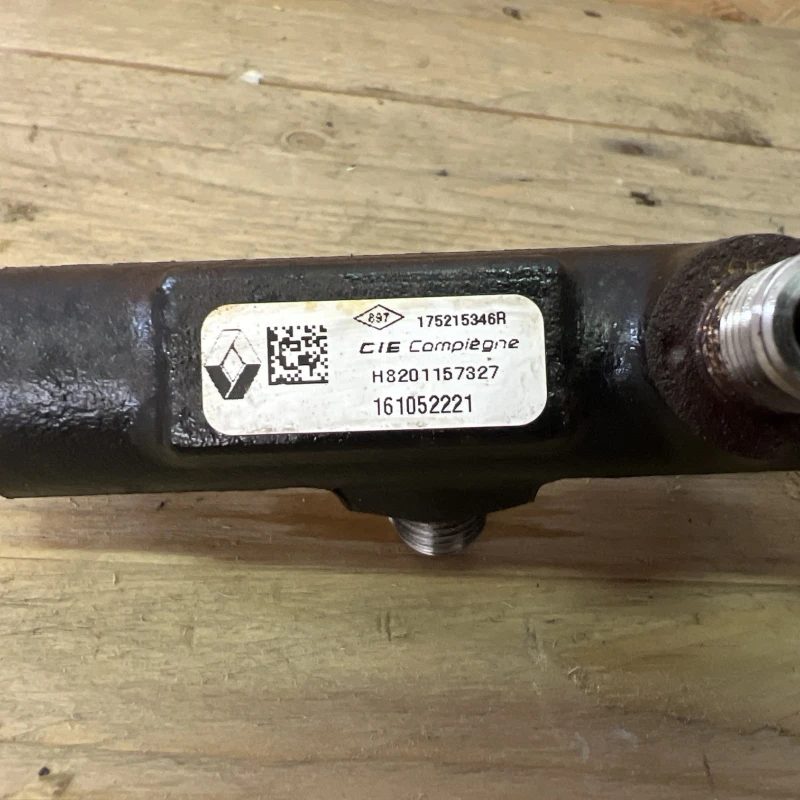 897 175215346R
CIE Compiègne
H8201157327
161052221